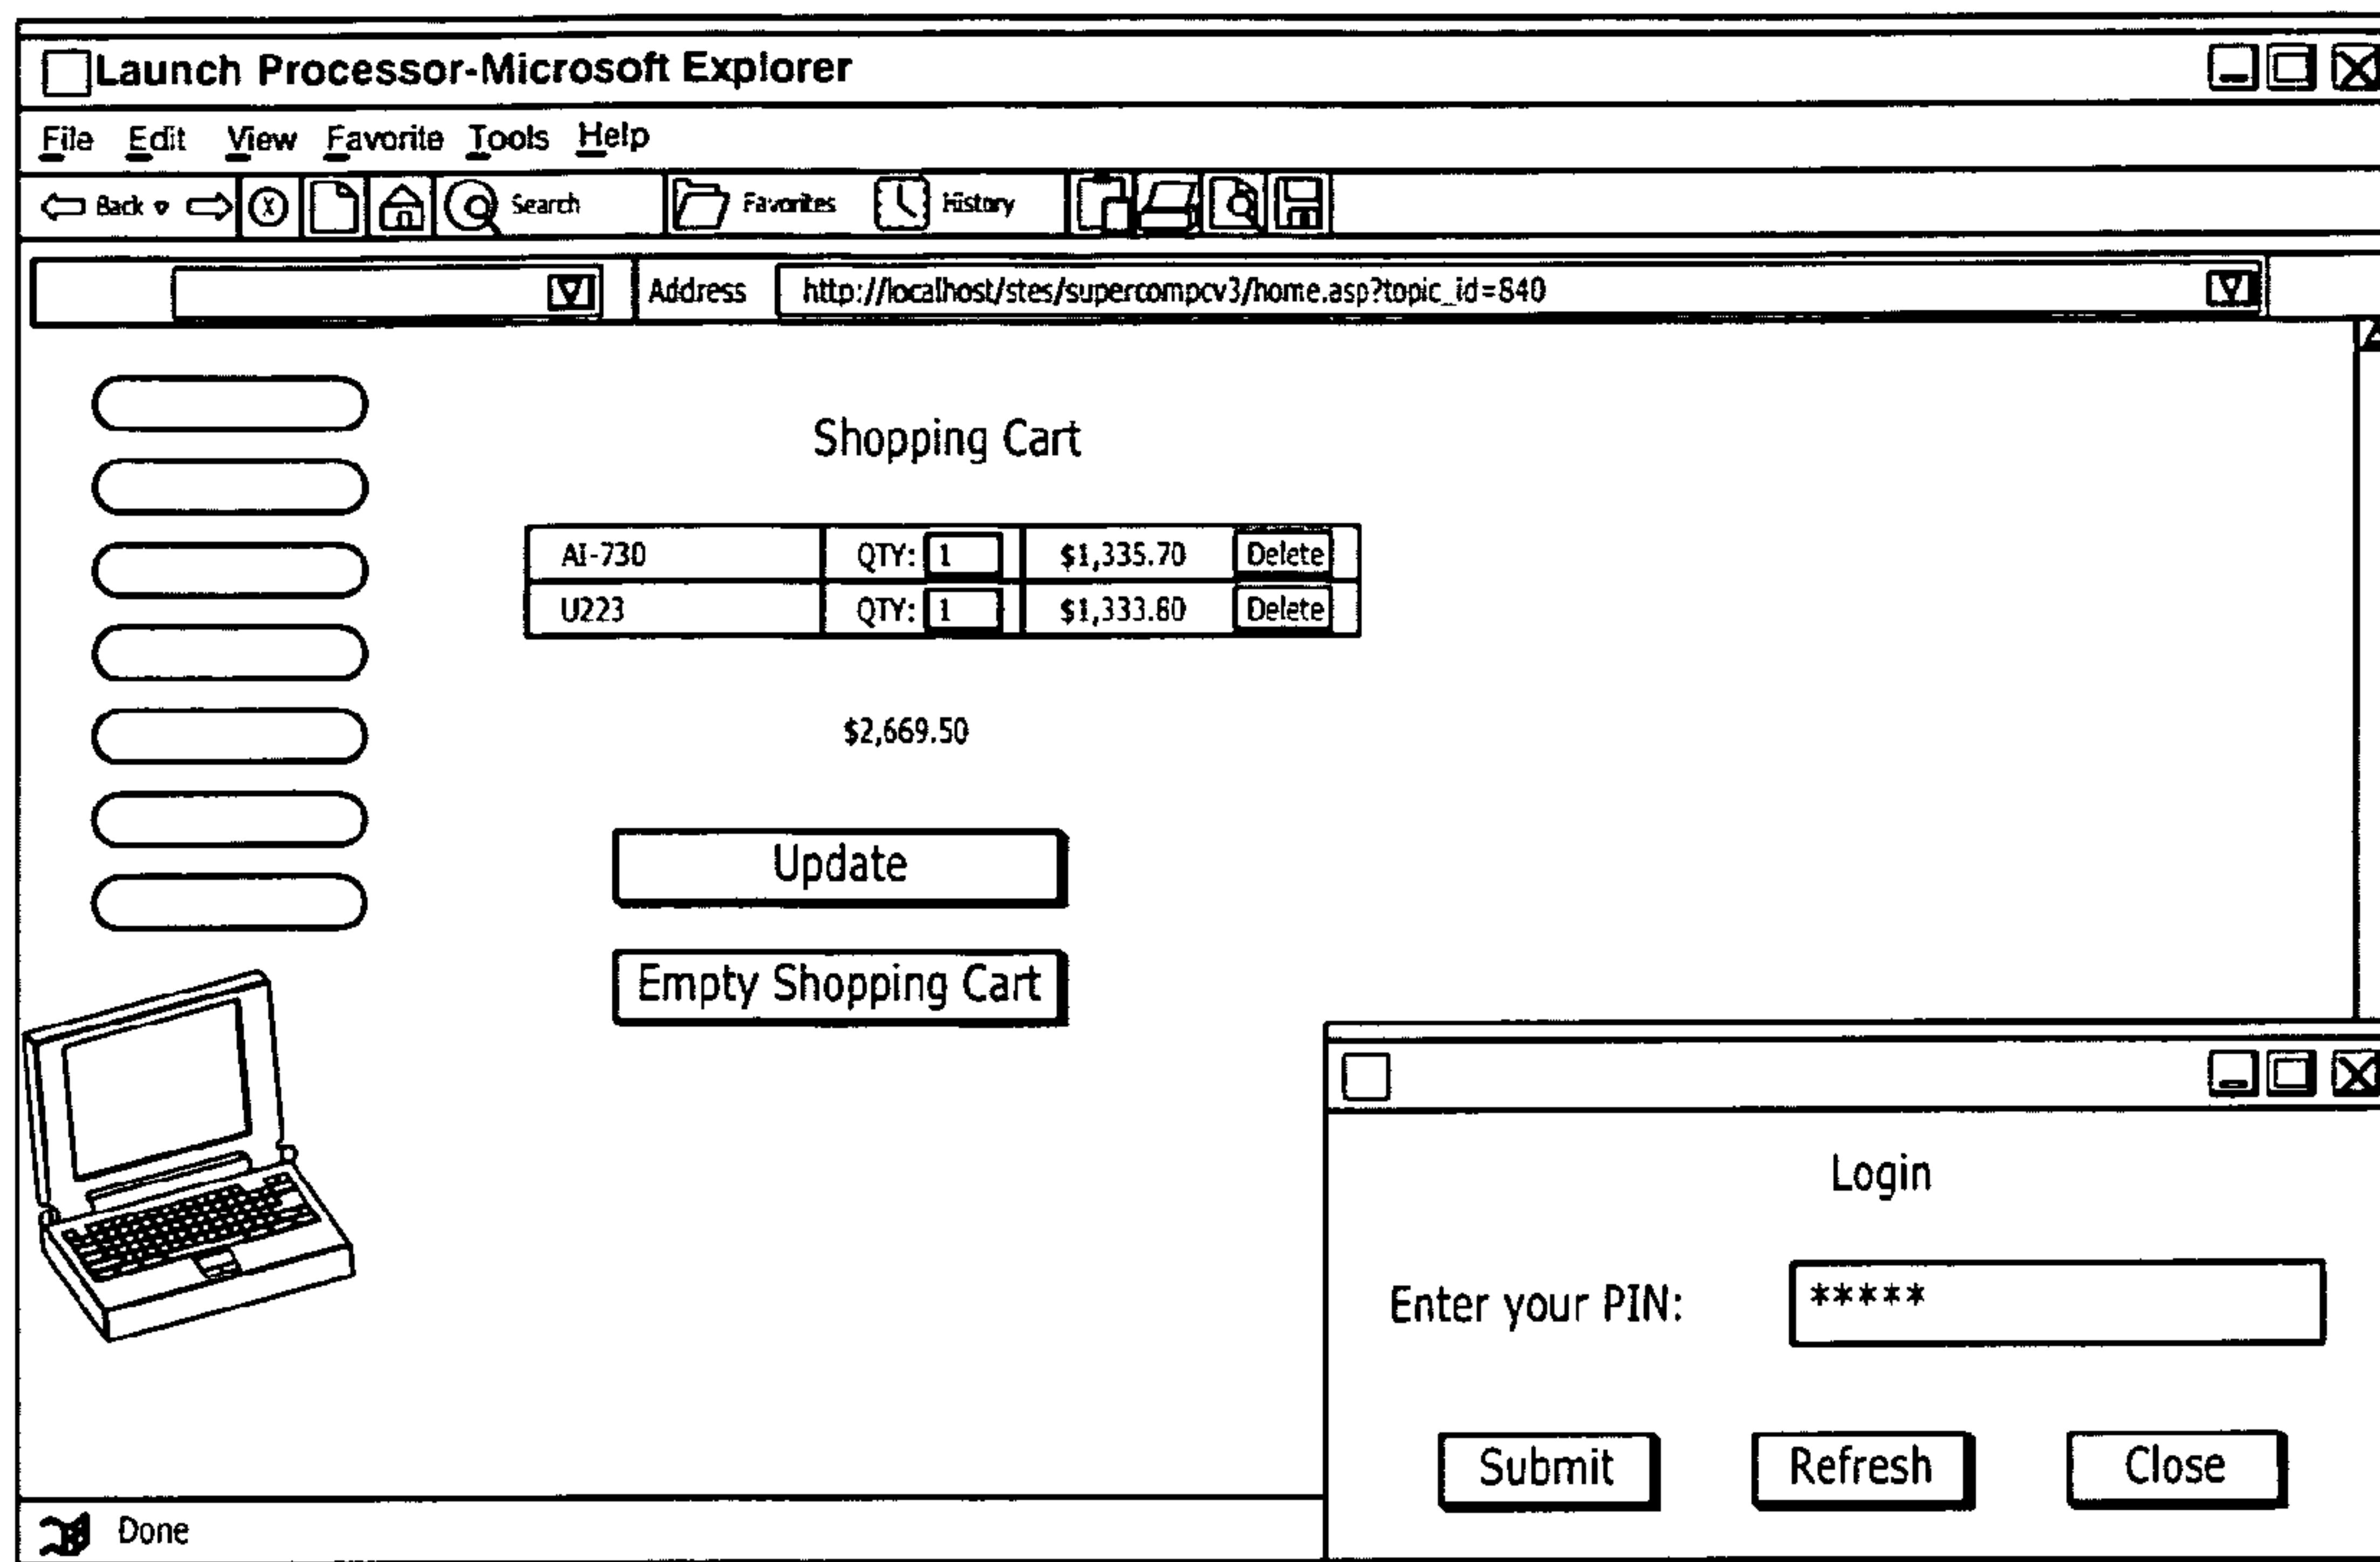 Launch Processor-Microsoft Explorer
File Edit View Favorite Tools Help
Back Search Favorites History
Address http://localhost/stes/supercompcv3/home.asp?topic_id=840
Shopping Cart
AI-730 QTY: 1 $1,335.70 Delete
U223 QTY: 1 $1,333.80 Delete
$2,669.50
Update
Empty Shopping Cart
Login
Enter your PIN: *****
Submit Refresh Close
Done